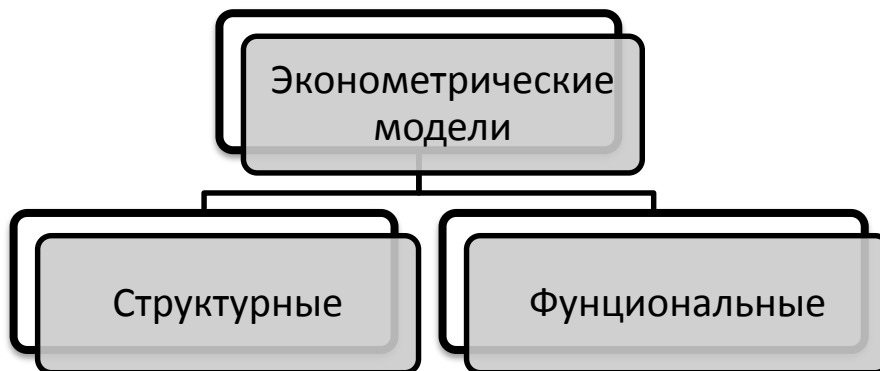 Эконометрические
модели
Структурные
Фунциональные